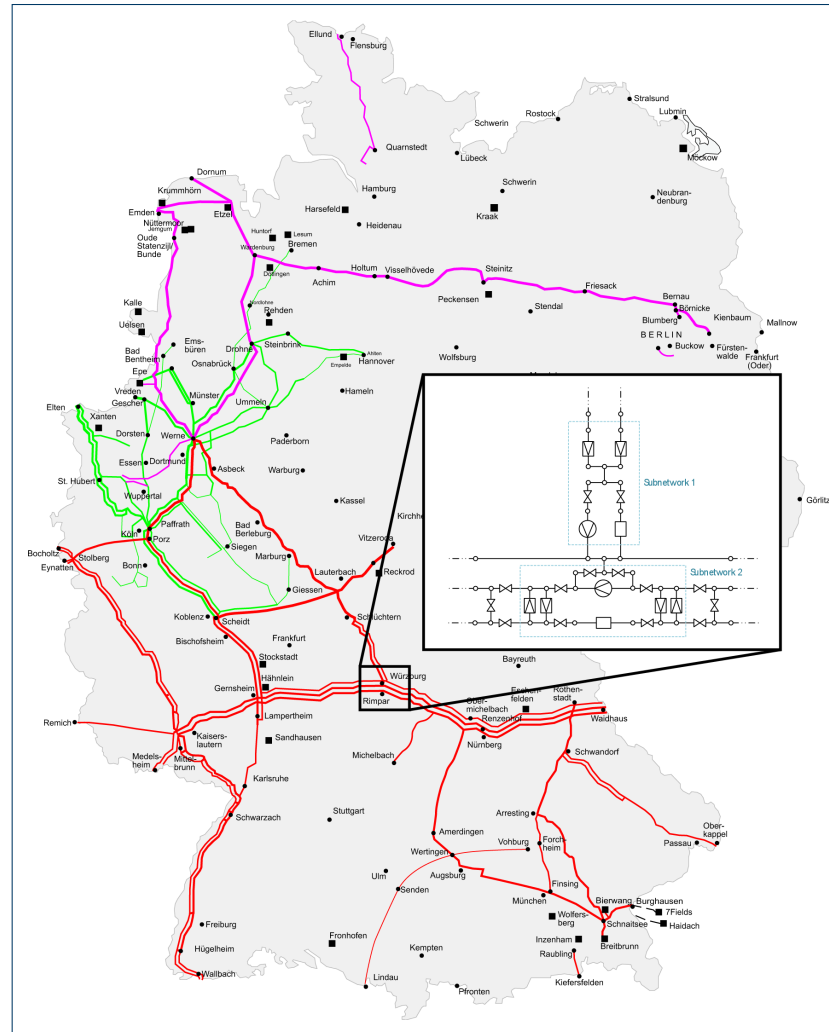 Ellund
Flensburg
Stralsund
Rostock
Lubmin
Schwerin
Quarnstedt
Lübeck
Möckow
Dornum
Krummhörn
Hamburg
Schwerin
Neubran-
denburg
Emden
Etzel
Harsefeld
Kraak
Nüttermoor
Jemgum
Heidenau
Oude
Statenzijl/
Bunde
Huntorf
Lesum
Bremen
Wardenburg
Dötlingen
Achim
Holtum
Visselhövede
Steinitz
Friesack
Peckensen
Bernau
Börnicke
Kienbaum
Kalle
Nordlohne
Rehden
Stendal
Blumberg
Mallnow
Uelsen
Ems-
büren
Drohne
Steinbrink
BERLIN
Buckow
Fürsten-
walde
Frankfurt
(Oder)
Bad
Bentheim
Osnabrück
Ahlten
Hannover
Empelde
Wolfsburg
Epe
Vreden
Gescher
Münster
Ummeln
Hameln
Elten
Xanten
Dorsten
Werne
Paderborn
Essen
Dortmund
Asbeck
Warburg
St. Hubert
Wuppertal
Kassel
Görlitz
Subnetwork 1
Paffrath
Bad
Berleburg
Köln
Porz
Siegen
Vitzeroda
Bocholtz
Stolberg
Eynatten
Bonn
Marburg
Lauterbach
Reckrod
Subnetwork 2
Giessen
Koblenz
Scheidt
Schlüchtern
Bischofsheim
Frankfurt
Stockstadt
Bayreuth
Hähnlein
Würzburg
Gernsheim
Rimpar
Rothen-
stadt
Ober-
michelbach
Renzenhof
Waidhaus
Remich
Lampertheim
Kaisers-
lautern
Sandhausen
Nürnberg
Medels-
heim
Mittel-
brunn
Michelbach
Schwandorf
Karlsruhe
Schwarzach
Stuttgart
Arresting
Ober-
kappel
Amerdingen
Vohburg
Forch-
heim
Passau
Wertingen
Ulm
Augsburg
Finsing
Senden
München
Bierwang
Burghausen
7Fields
Wolfers-
berg
Schnaitsee
Haidach
Freiburg
Fronhofen
Inzenham
Breitbrunn
Hügelheim
Kempten
Raubling
Wallbach
Lindau
Pfronten
Kiefersfelden